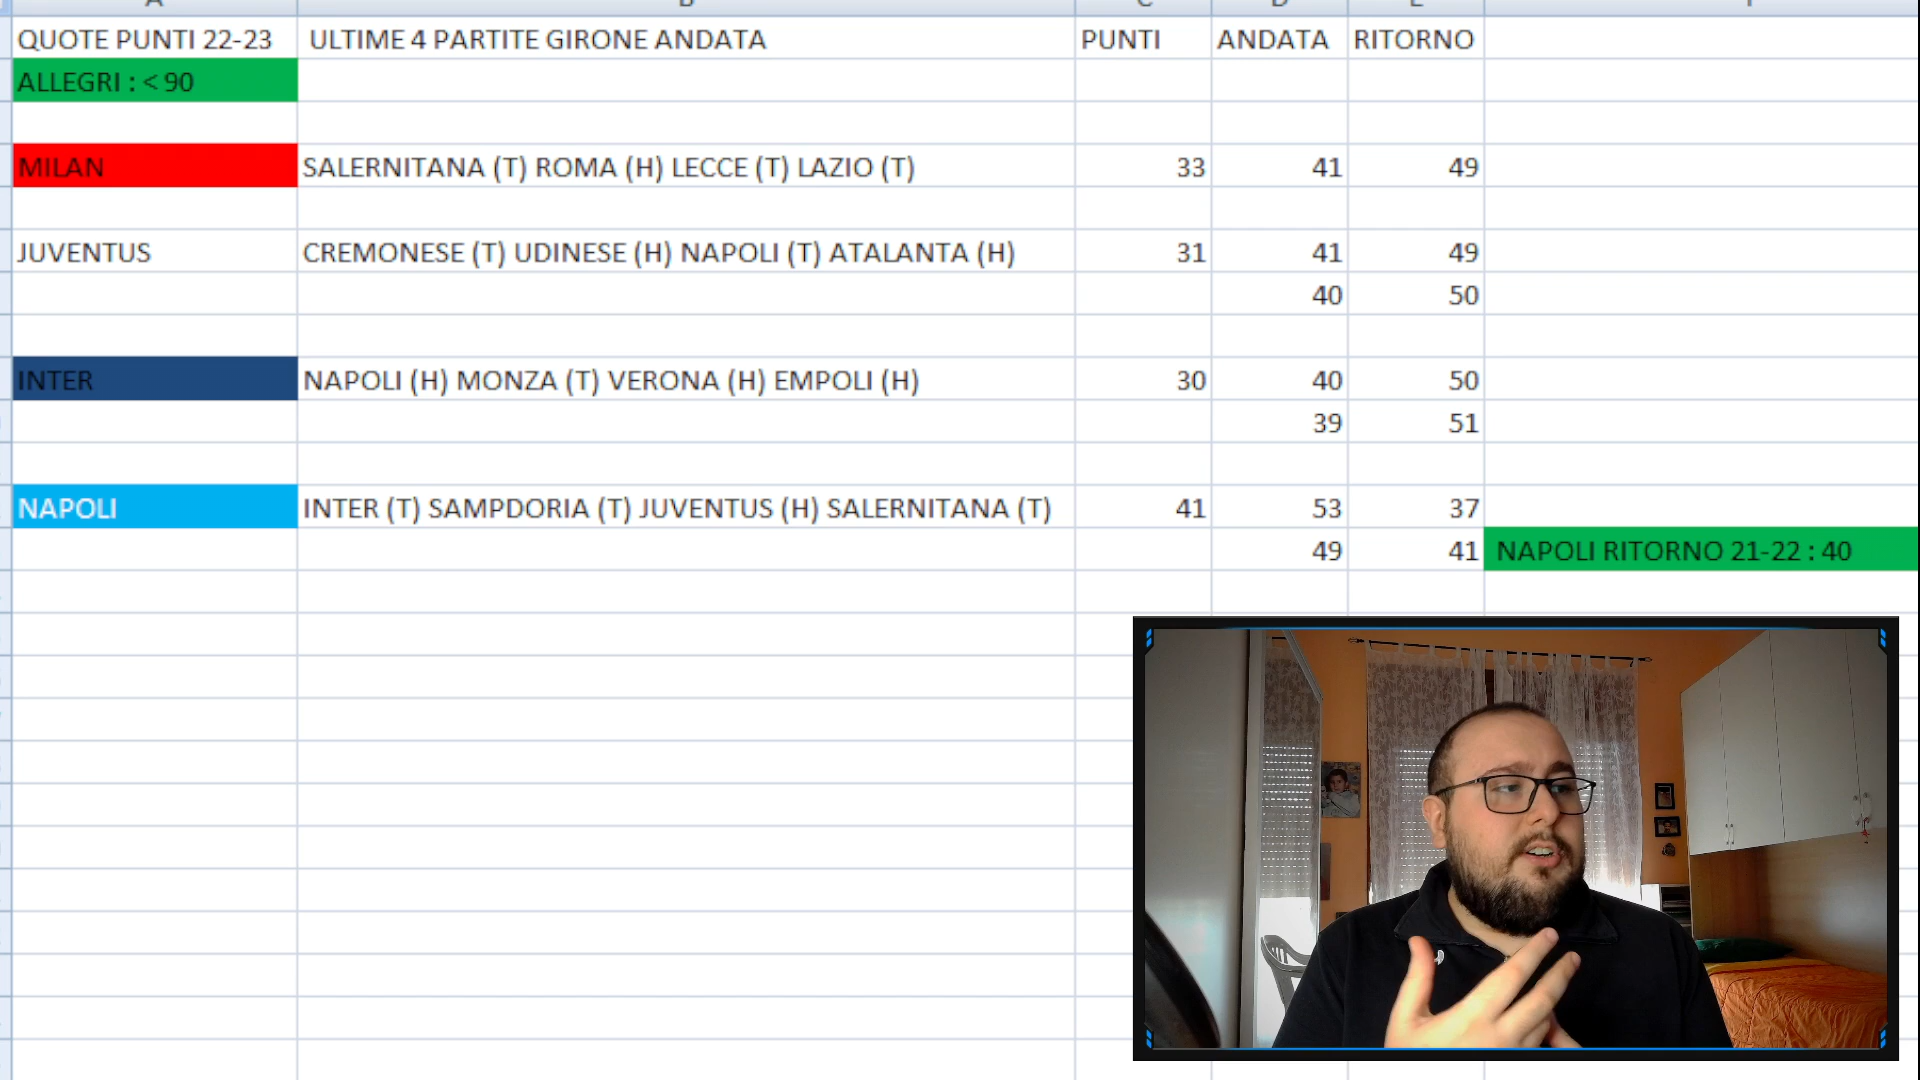 QUOTE PUNTI 22-23 ULTIME 4 PARTITE GIRONE ANDATA PUNTI ANDATA RITORNO
ALLEGRI : < 90
MILAN SALERNITANA (T) ROMA (H) LECCE (T) LAZIO (T) 33 41 49
JUVENTUS CREMONESE (T) UDINESE (H) NAPOLI (T) ATALANTA (H) 31 41 49
40 50
INTER NAPOLI (H) MONZA (T) VERONA (H) EMPOLI (H) 30 40 50
39 51
NAPOLI INTER (T) SAMPDORIA (T) JUVENTUS (H) SALERNITANA (T) 41 53 37
49 41 NAPOLI RITORNO 21-22 : 40